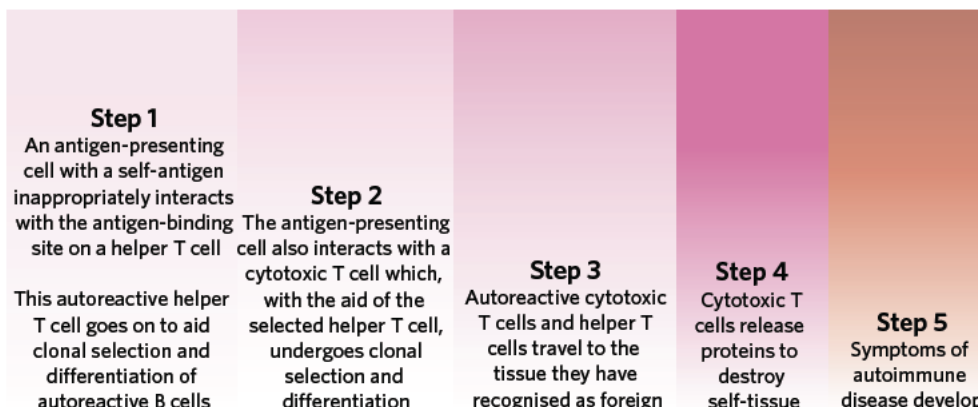 Step 1
An antigen-presenting
cell with a self-antigen
inappropriately interacts
with the antigen-binding
site on a helper T cell
This autoreactive helper
T cell goes on to aid
clonal selection and
differentiation of
autoreactive B cells
Step 2
The antigen-presenting
cell also interacts with a
cytotoxic T cell which,
with the aid of the
selected helper T cell,
undergoes clonal
selection and
differentiation
Step 3
Autoreactive cytotoxic
T cells and helper T
cells travel to the
tissue they have
recognised as foreign
Step 4
Cytotoxic T
cells release
proteins to
destroy
self-tissue
Step 5
Symptoms of
autoimmune
disease develop